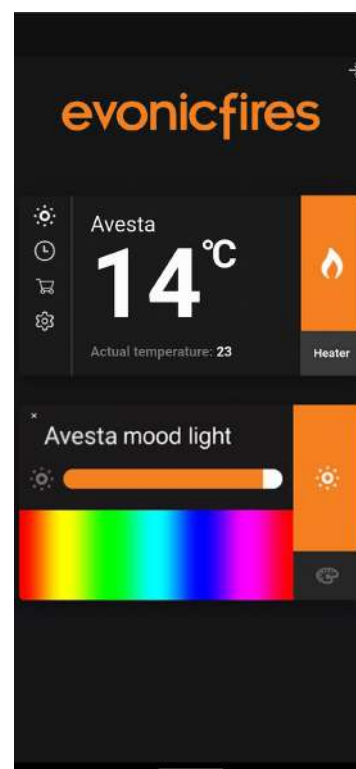 evonicfires
Avesta
14°C
Actual temperature: 23
Heater
Avesta mood light